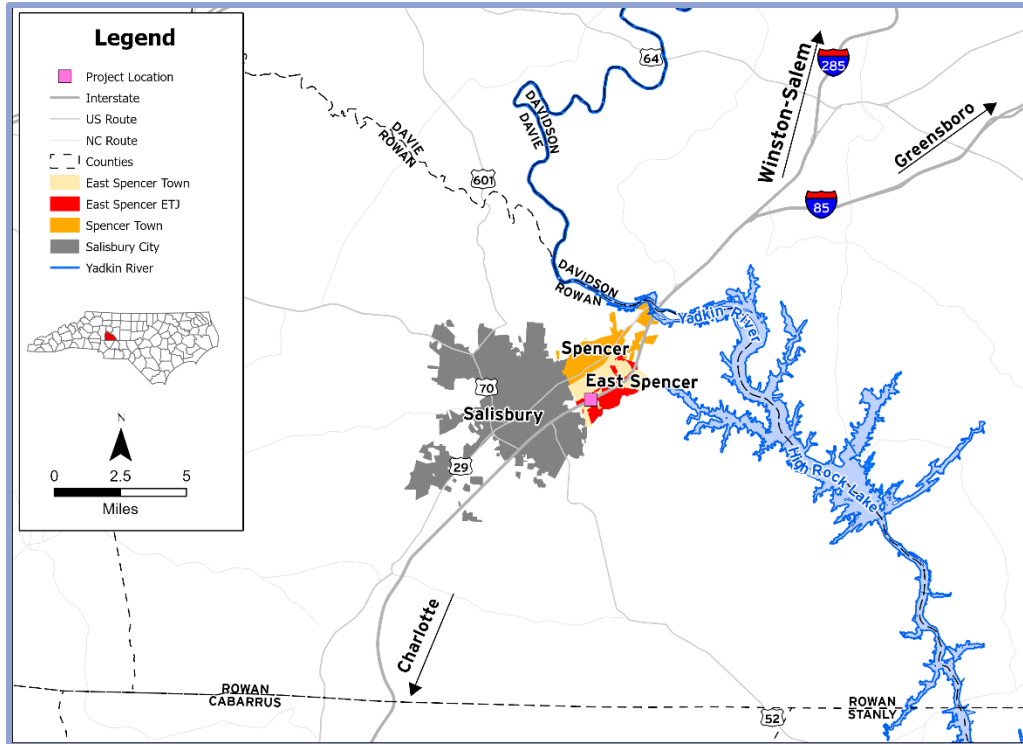 Legend
Project Location
Interstate
US Route
NC Route
Counties
East Spencer Town
East Spencer ETJ
Spencer Town
Salisbury City
Yadkin River
N
0 2.5 5
Miles
64
285
Winston-Salem
Greensboro
85
DAVIDSON
DAVIE
DAVIE
ROWAN
601
DAVIDSON
ROWAN
Yadkin River
Spencer
East Spencer
70
Salisbury
29
High Rock Lake
Charlotte
ROWAN
CABARRUS
52
ROWAN
STANLY